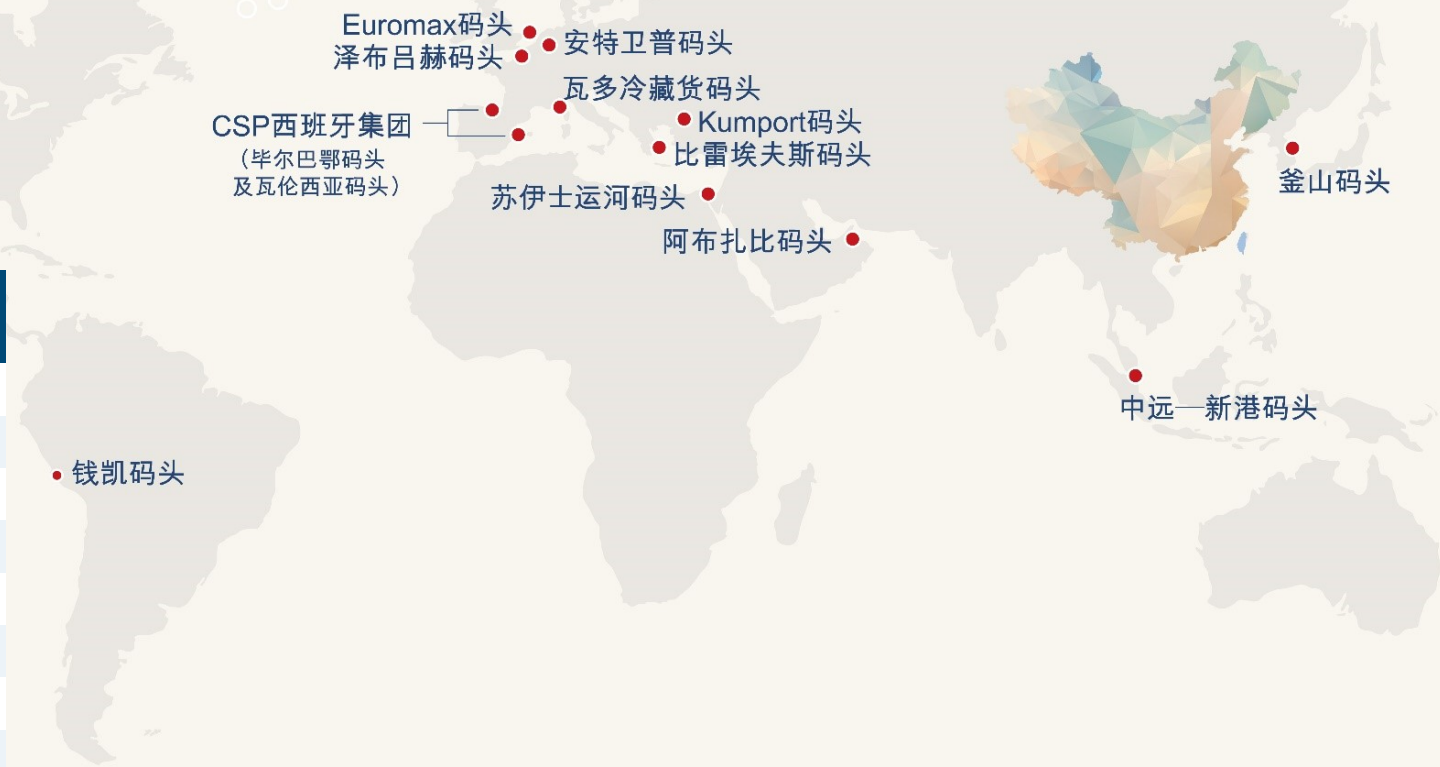 Euromax码头
泽布吕赫码头
安特卫普码头
瓦多冷藏货码头
CSP西班牙集团
（毕尔巴鄂码头
及瓦伦西亚码头）
Kumport码头
比雷埃夫斯码头
苏伊士运河码头
阿布扎比码头
釜山码头
中远—新港码头
钱凯码头